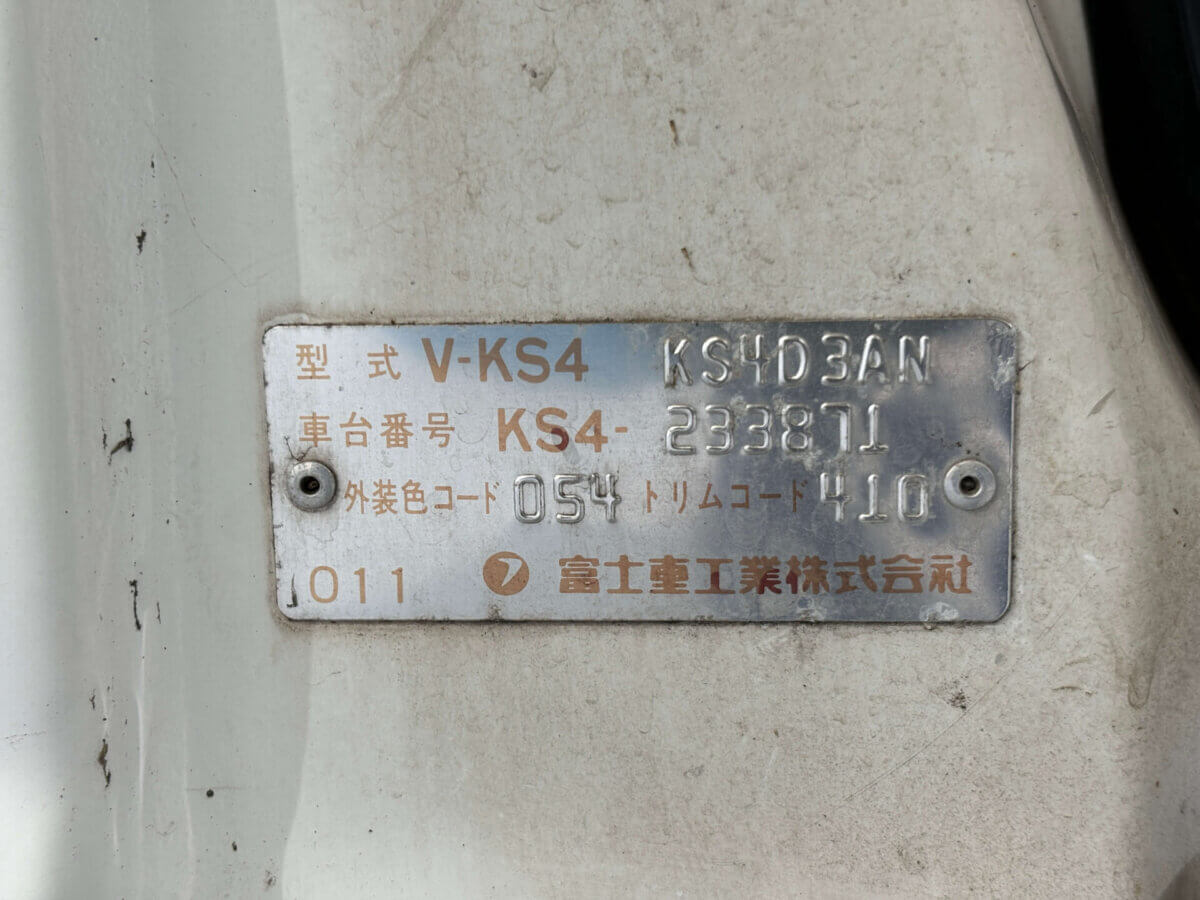 型式 V-KS4 KS4D3AN
車台番号 KS4- 233871
外装色コード 054 トリムコード 410
011 富士重工業株式会社